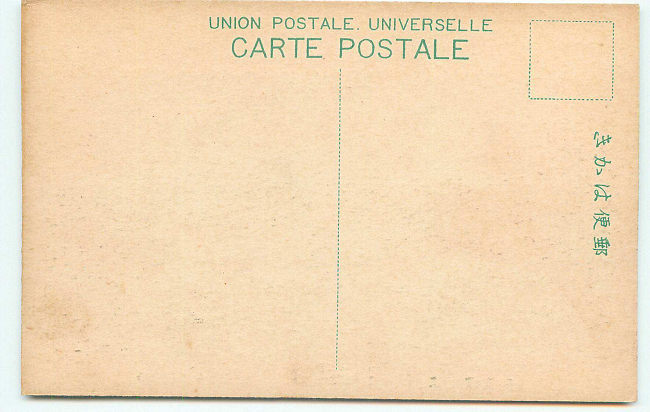 UNION POSTALE. UNIVERSELLE
CARTE POSTALE
郵便はかき